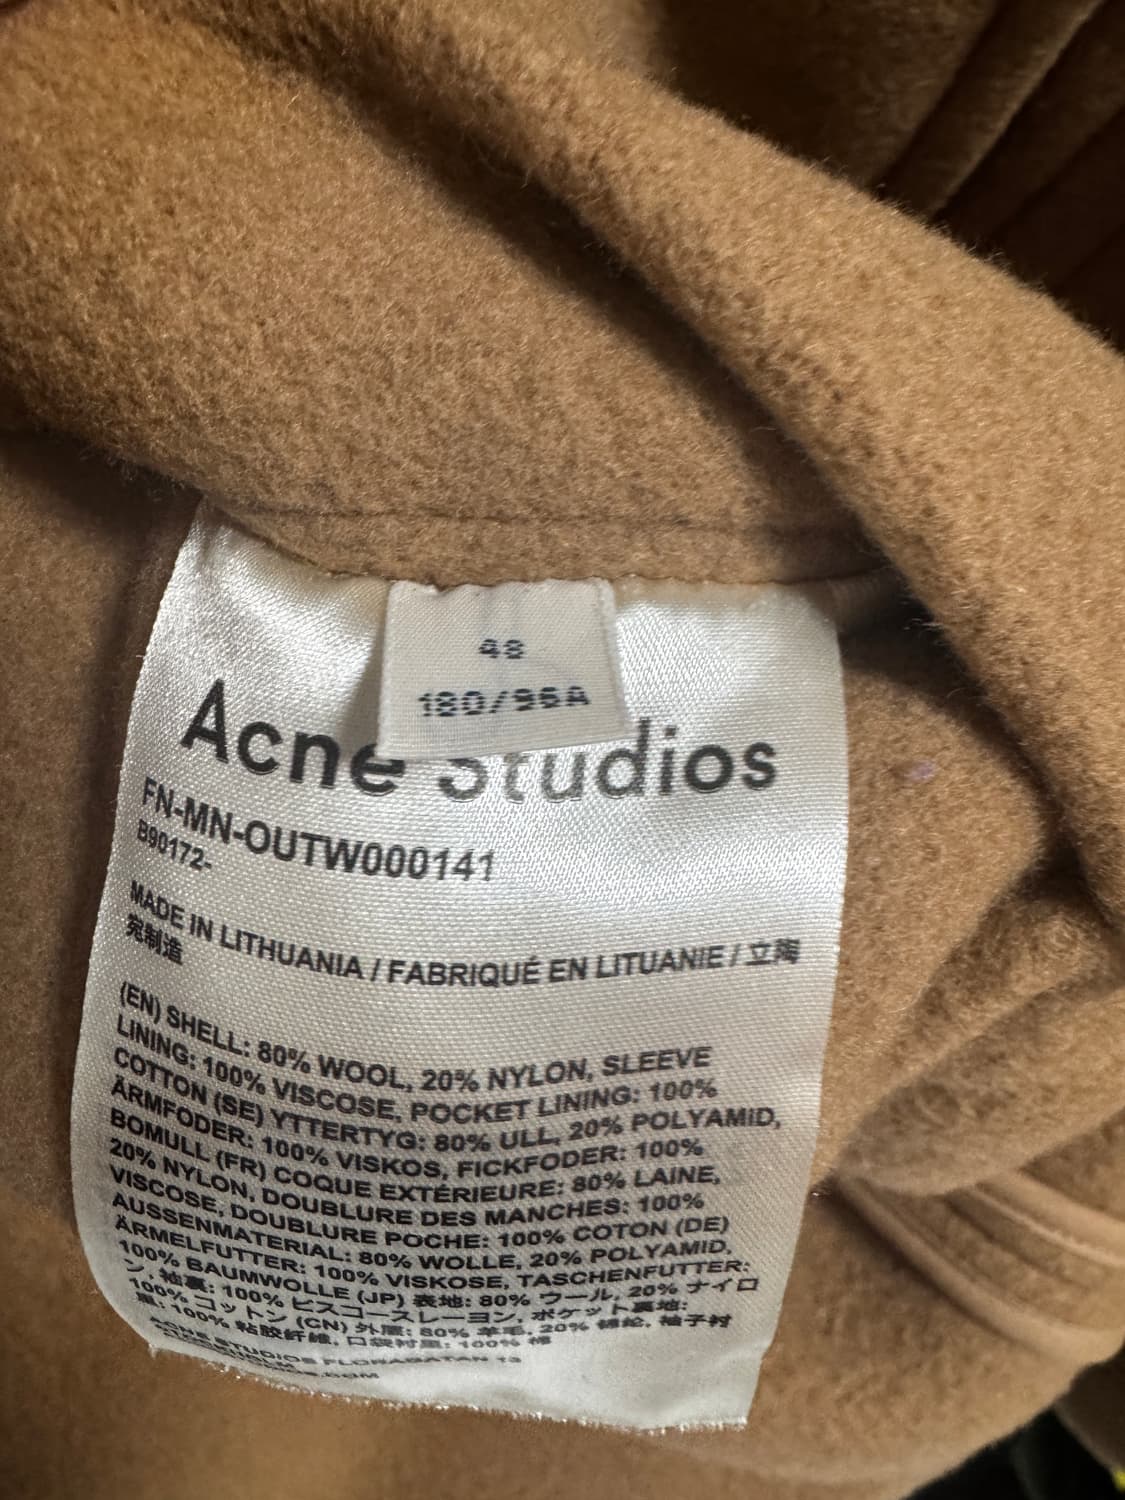 48
180/96A
Acne Studios
FN-MN-OUTW000141
B90172-
MADE IN LITHUANIA / FABRIQUÉ EN LITUANIE / 立陶
宛制造
(EN) SHELL: 80% WOOL, 20% NYLON, SLEEVE
LINING: 100% VISCOSE, POCKET LINING: 100%
COTTON (SE) YTTERTYG: 80% ULL, 20% POLYAMID,
ÄRMFODER: 100% VISKOS, FICKFODER: 100%
BOMULL (FR) COQUE EXTÉRIEURE: 80% LAINE,
20% NYLON, DOUBLURE DES MANCHES: 100%
VISCOSE, DOUBLURE POCHE: 100% COTON (DE)
AUSSENMATERIAL: 80% WOLLE, 20% POLYAMID,
ÄRMELFUTTER: 100% VISKOSE, TASCHENFUTTER:
100% BAUMWOLLE (JP) 表地: 80% ウール, 20% ナイロ
ン, 袖裏: 100% ビスコースレーヨン, ポケット裏地:
100% コットン (CN) 外層: 80% 羊毛, 20% 锦纶, 袖子衬
里: 100% 粘胶纤维, 口袋衬里: 100% 棉
ACNE STUDIOS FLORAGATAN 13